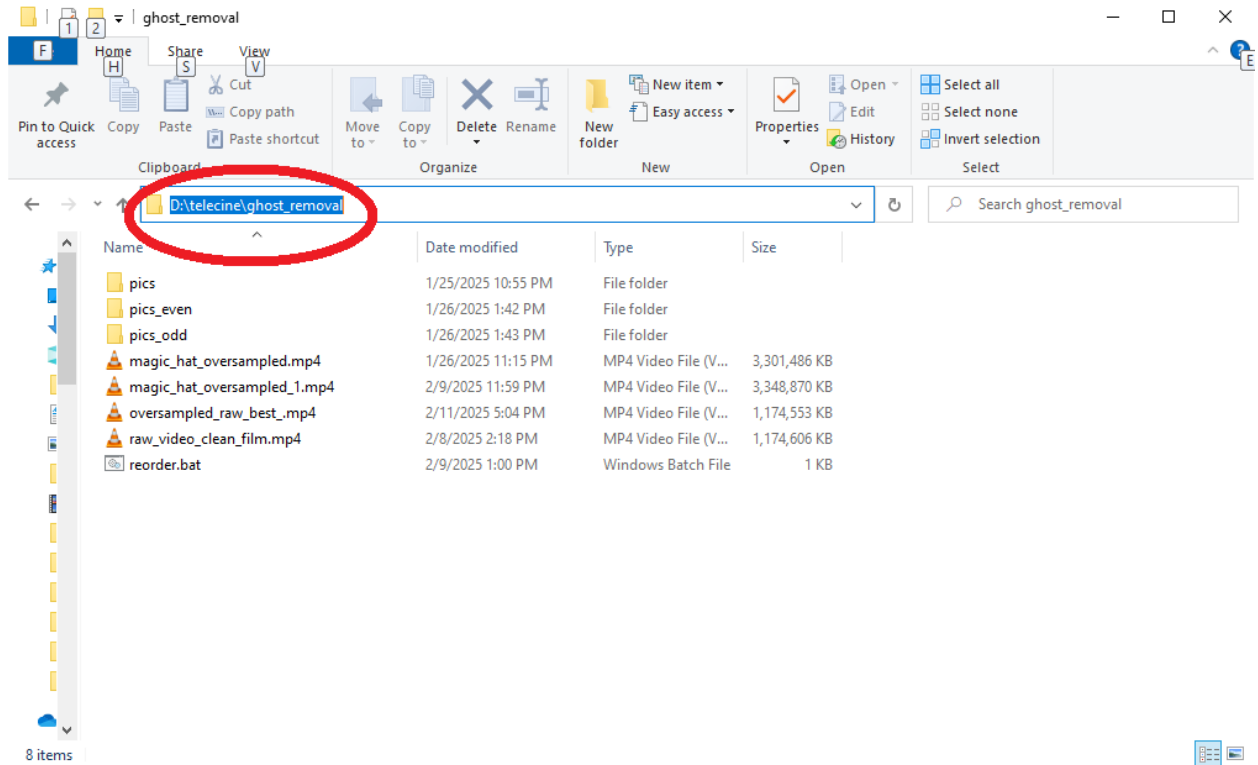 ghost_removal
1 2
F Home Share View
H S V E
Pin to Quick access
Copy
Paste
Cut
Copy path
Paste shortcut
Clipboard
Move to
Copy to
Delete
Rename
Organize
New folder
New item
Easy access
New
Properties
Open
Edit
History
Open
Select all
Select none
Invert selection
Select
D:\telecine\ghost_removal
Search ghost_removal
Name Date modified Type Size
pics 1/25/2025 10:55 PM File folder
pics_even 1/26/2025 1:42 PM File folder
pics_odd 1/26/2025 1:43 PM File folder
magic_hat_oversampled.mp4 1/26/2025 11:15 PM MP4 Video File (V... 3,301,486 KB
magic_hat_oversampled_1.mp4 2/9/2025 11:59 PM MP4 Video File (V... 3,348,870 KB
oversampled_raw_best_.mp4 2/11/2025 5:04 PM MP4 Video File (V... 1,174,553 KB
raw_video_clean_film.mp4 2/8/2025 2:18 PM MP4 Video File (V... 1,174,606 KB
reorder.bat 2/9/2025 1:00 PM Windows Batch File 1 KB
8 items